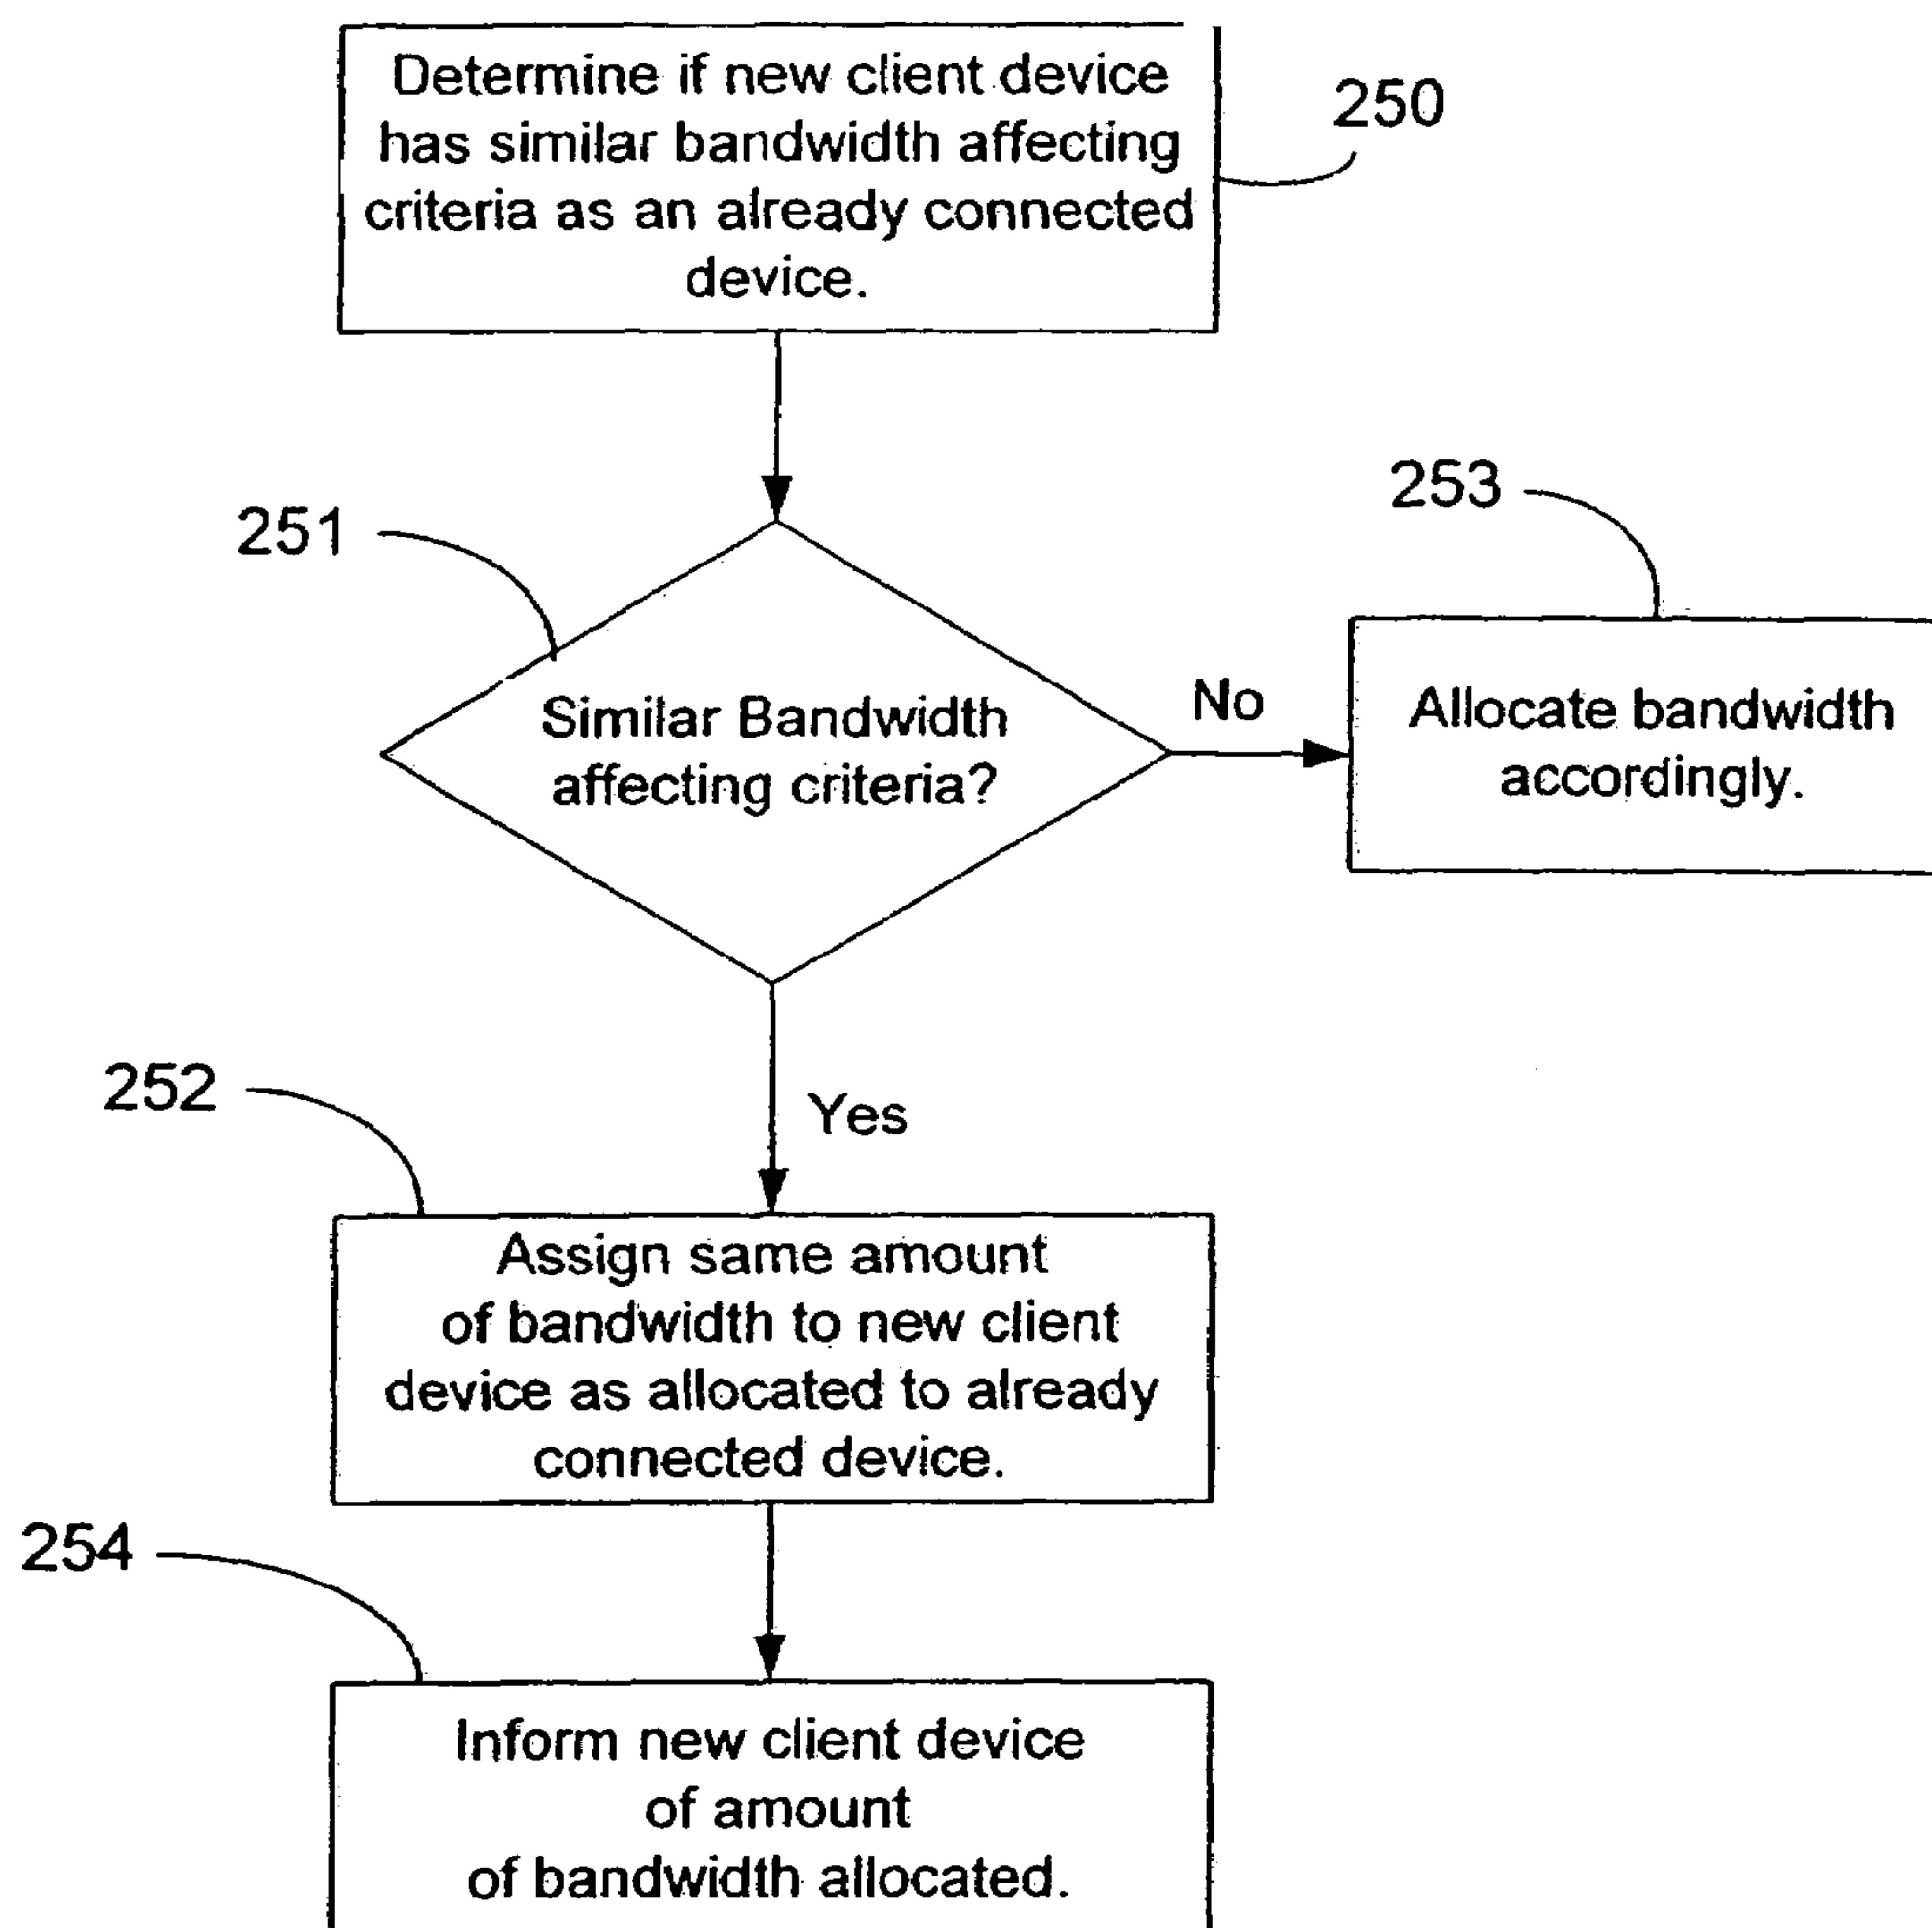 Determine if new client device
has similar bandwidth affecting
criteria as an already connected
device.
250
251
Similar Bandwidth
affecting criteria?
No
253
Allocate bandwidth
accordingly.
Yes
252
Assign same amount
of bandwidth to new client
device as allocated to already
connected device.
254
Inform new client device
of amount
of bandwidth allocated.